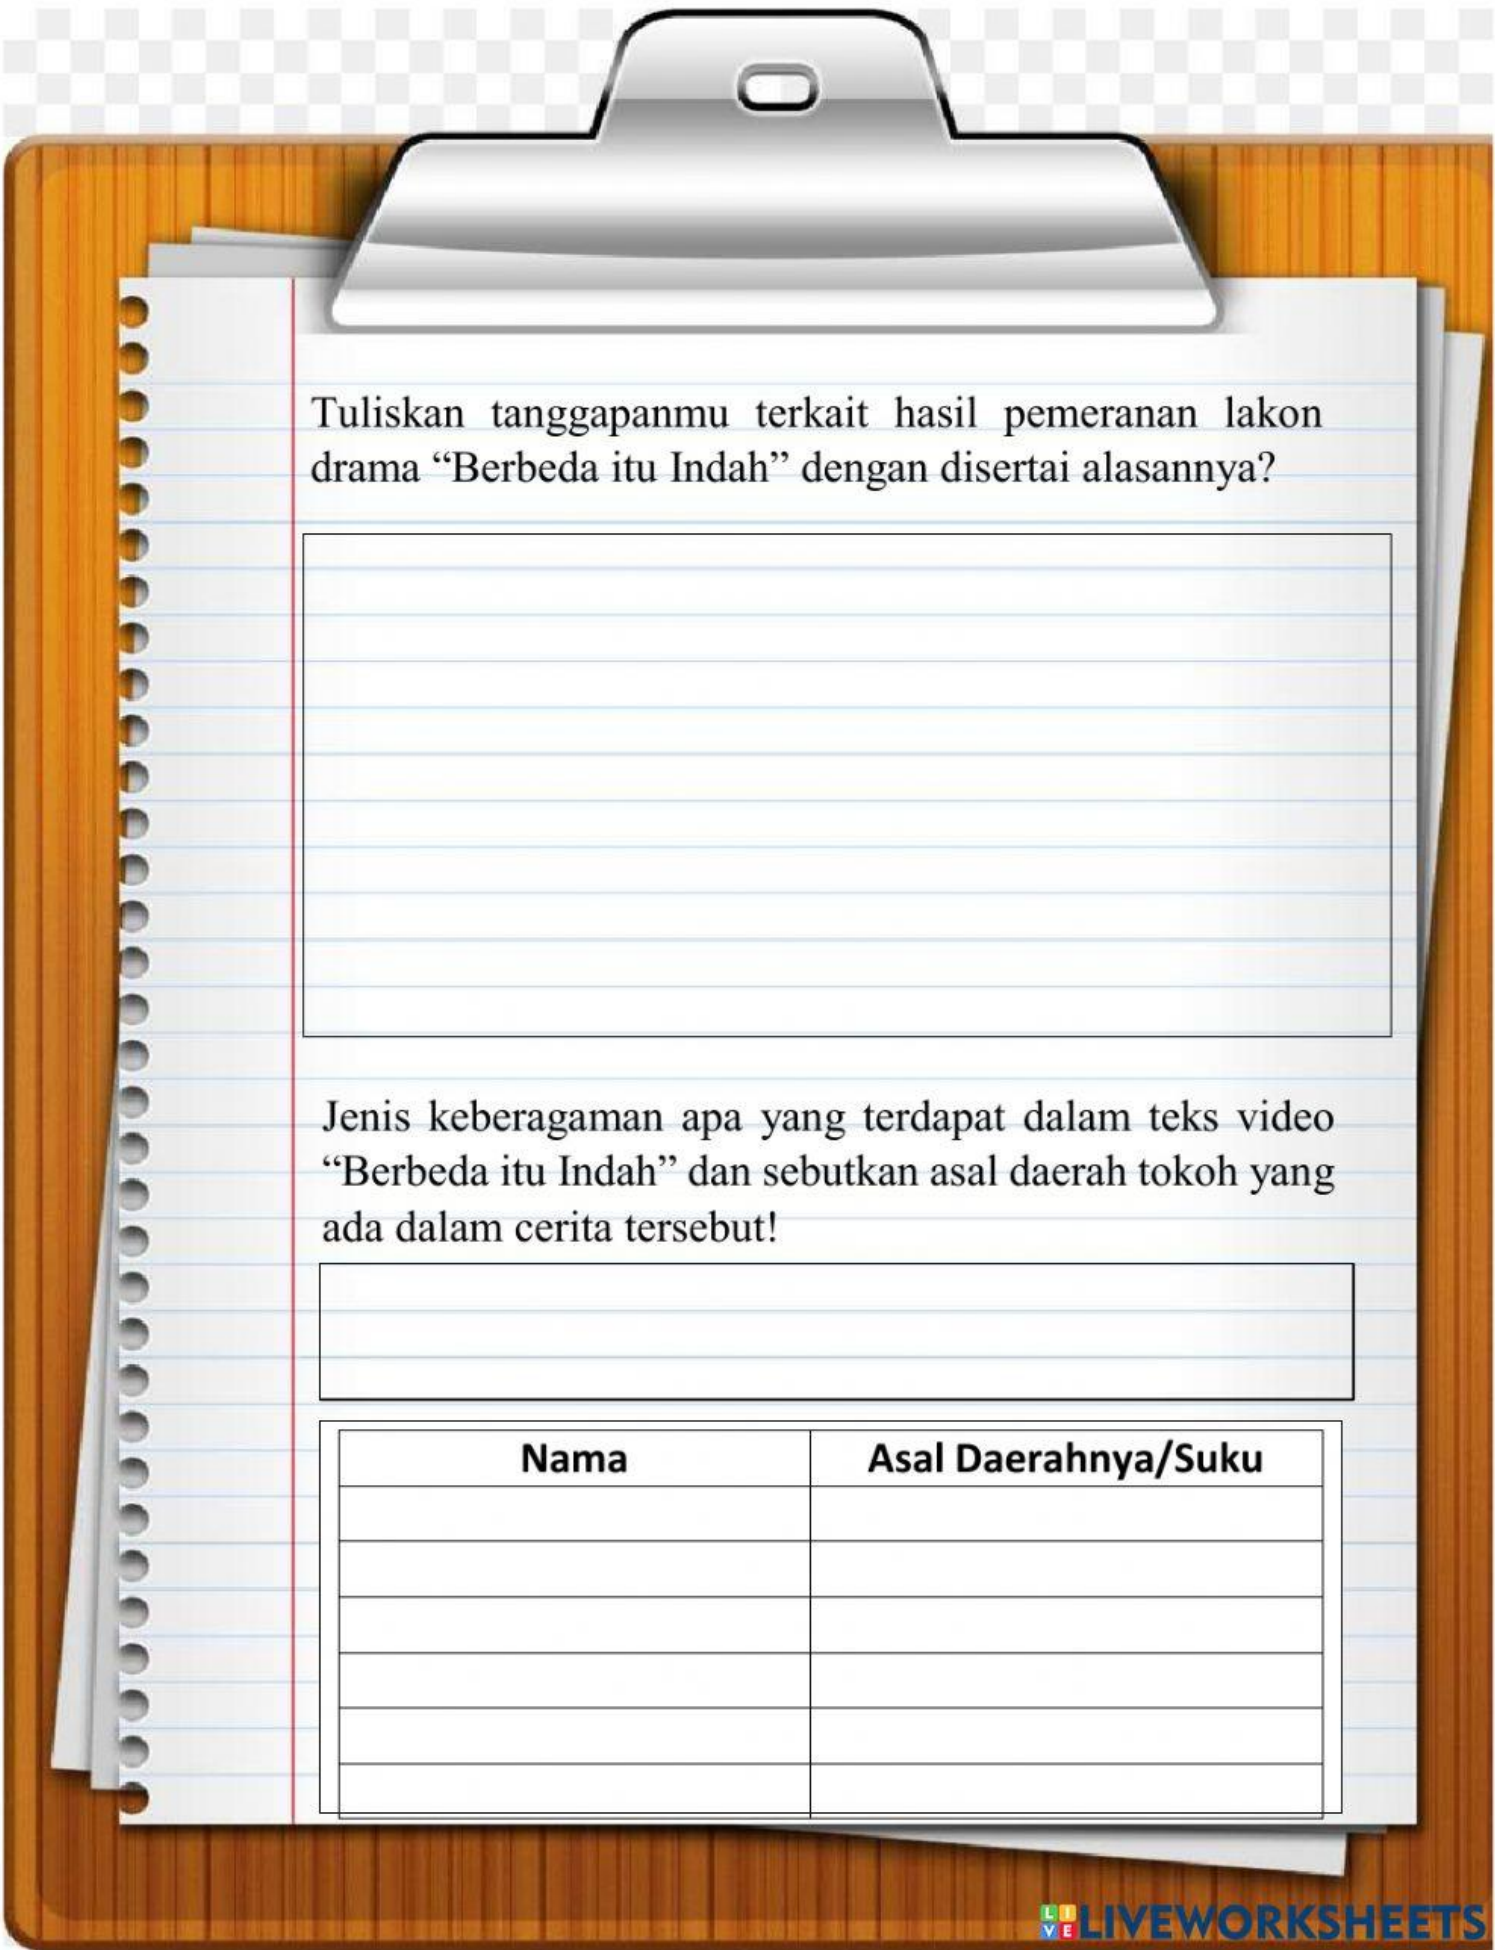 Tuliskan tanggapanmu terkait hasil pemeranan lakon
drama “Berbeda itu Indah” dengan disertai alasannya?
Jenis keberagaman apa yang terdapat dalam teks video
“Berbeda itu Indah” dan sebutkan asal daerah tokoh yang
ada dalam cerita tersebut!
Nama
Asal Daerahnya/Suku
LIVE LIVEWORKSHEETS